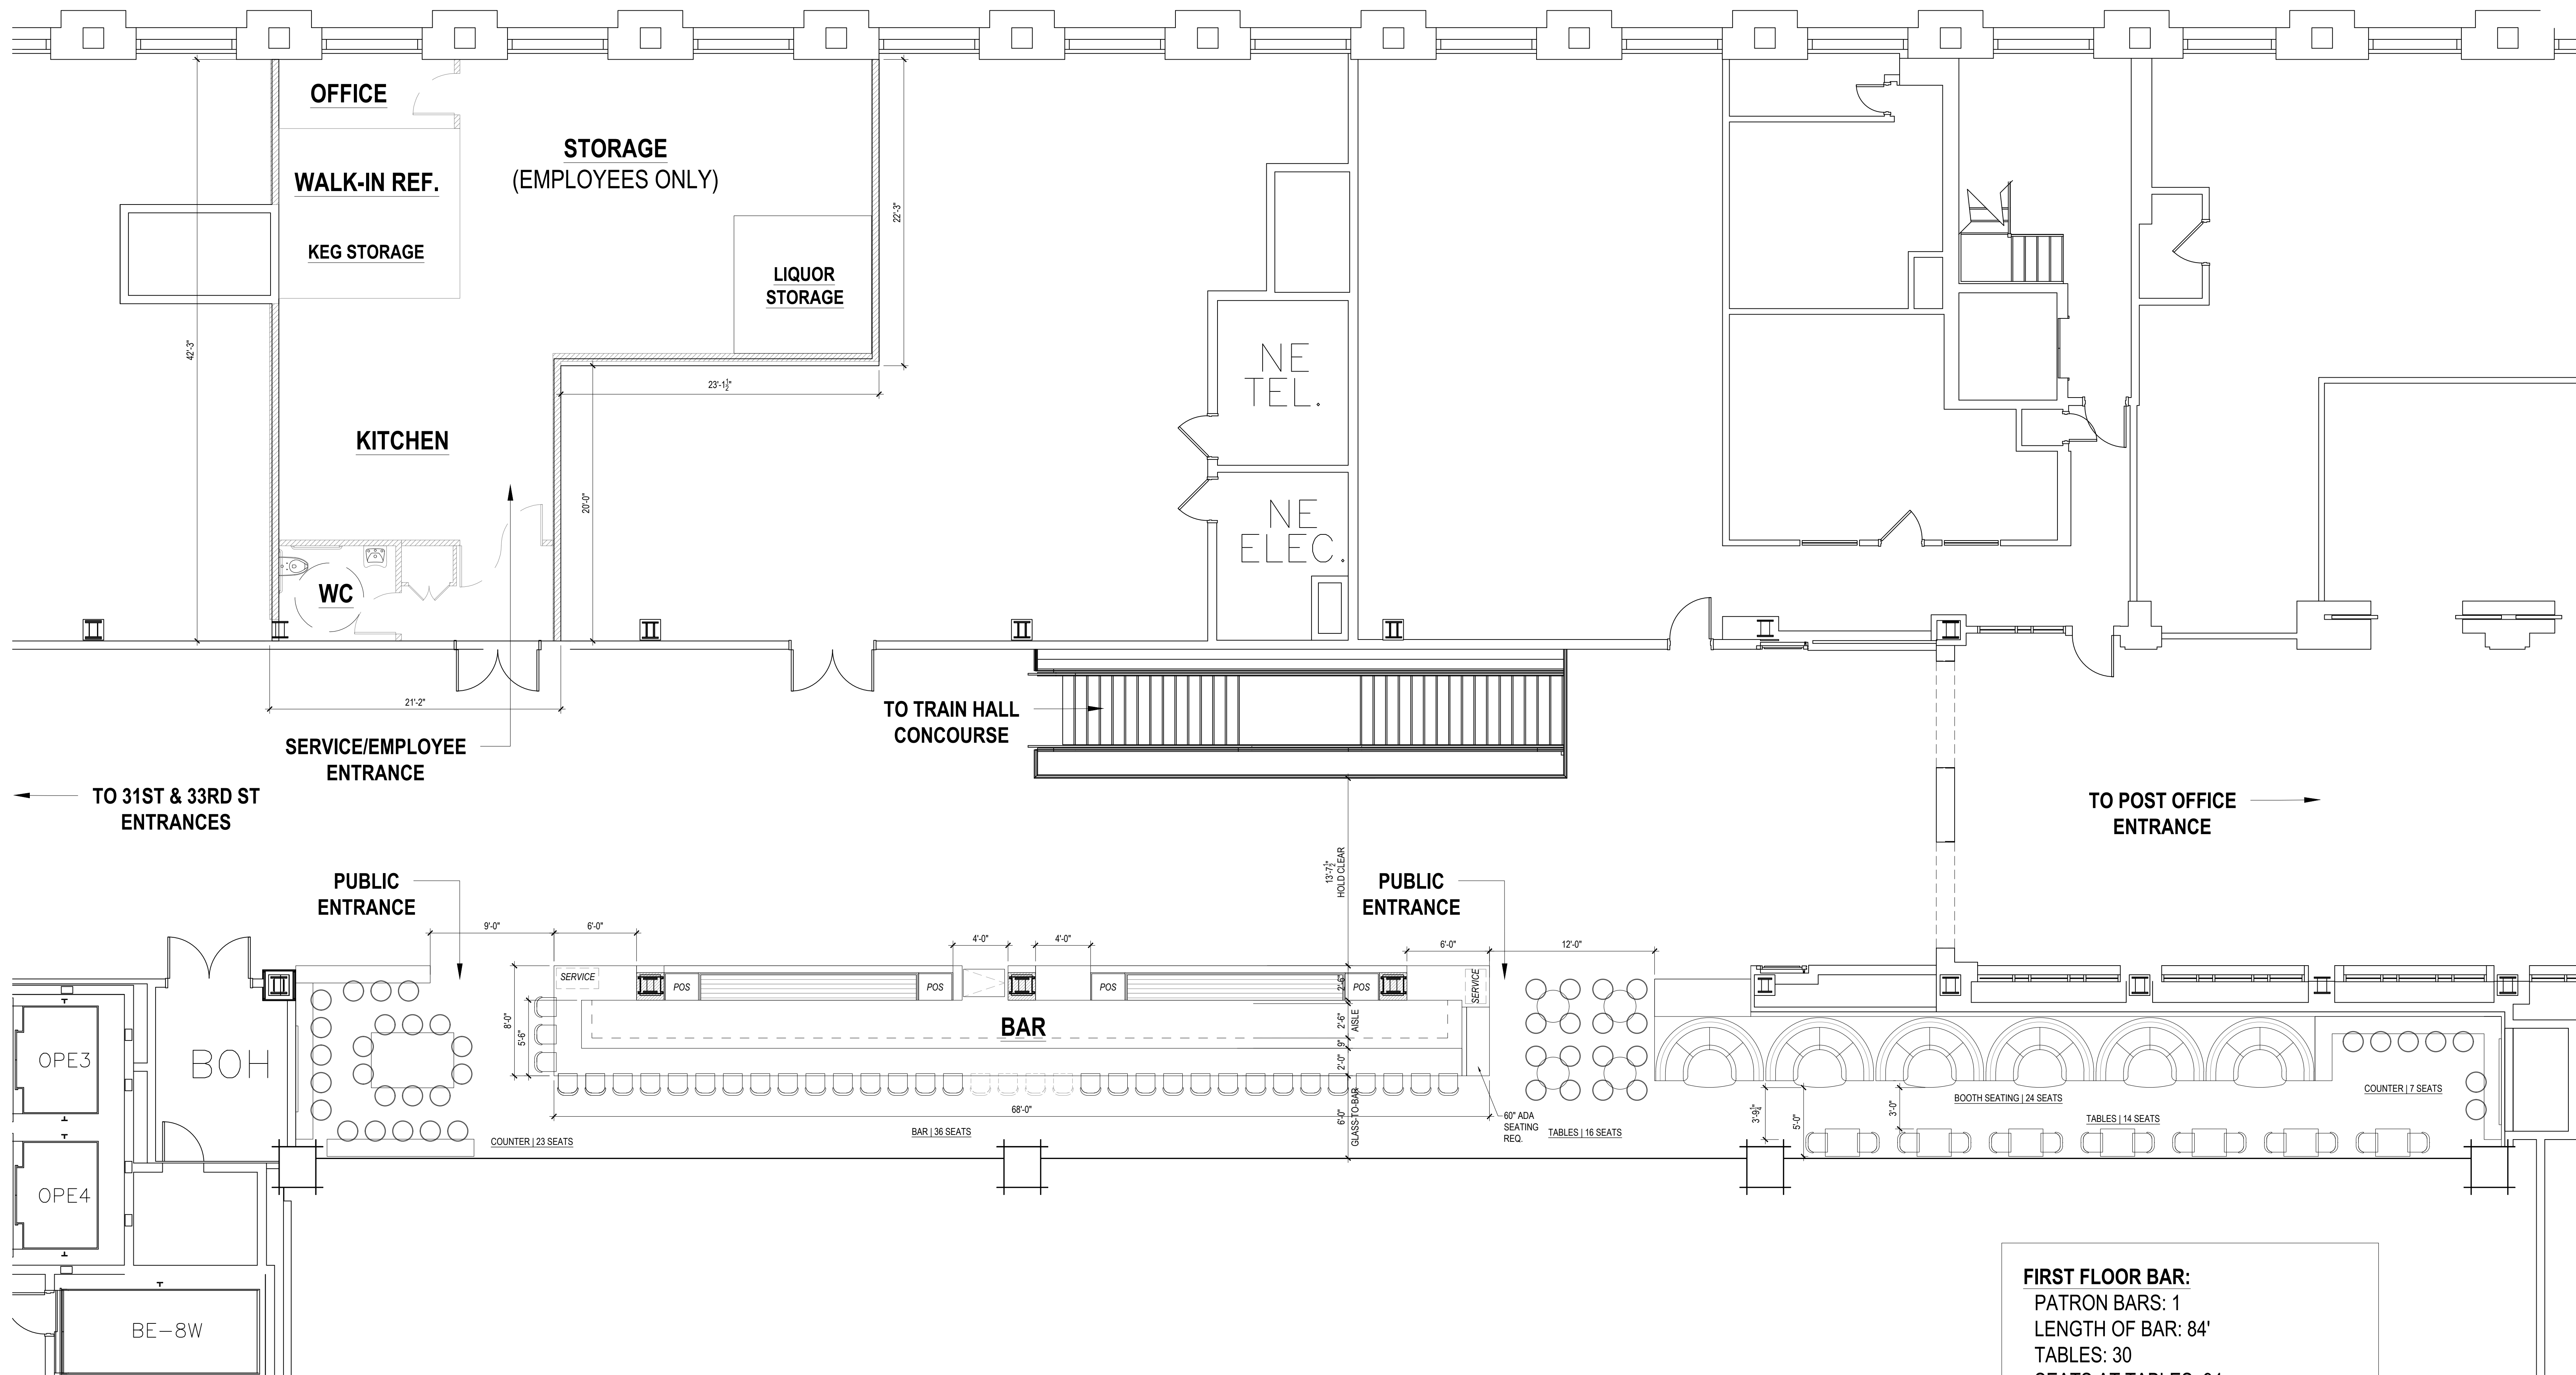 OFFICE
WALK-IN REF.
KEG STORAGE
STORAGE
(EMPLOYEES ONLY)
LIQUOR
STORAGE
42'-3"
22'-3"
23'-1½"
20'-0"
KITCHEN
WC
21'-2"
NE
TEL.
NE
ELEC.
SERVICE/EMPLOYEE
ENTRANCE
TO TRAIN HALL
CONCOURSE
TO 31ST & 33RD ST
ENTRANCES
TO POST OFFICE
ENTRANCE
13'-7½"
HOLD CLEAR
PUBLIC
ENTRANCE
PUBLIC
ENTRANCE
9'-0"
6'-0"
4'-0"
4'-0"
6'-0"
12'-0"
SERVICE
POS
POS
POS
POS
SERVICE
8'-0"
5'-6"
BAR
2'-6"
2'-6"
AISLE
9"
2'-0"
6'-0"
GLASS-TO-BAR
68'-0"
60" ADA
SEATING
REQ.
COUNTER | 23 SEATS
BAR | 36 SEATS
TABLES | 16 SEATS
BOOTH SEATING | 24 SEATS
TABLES | 14 SEATS
COUNTER | 7 SEATS
3'-9¼"
5'-0"
3'-0"
OPE3
BOH
OPE4
BE-8W
FIRST FLOOR BAR:
PATRON BARS: 1
LENGTH OF BAR: 84'
TABLES: 30